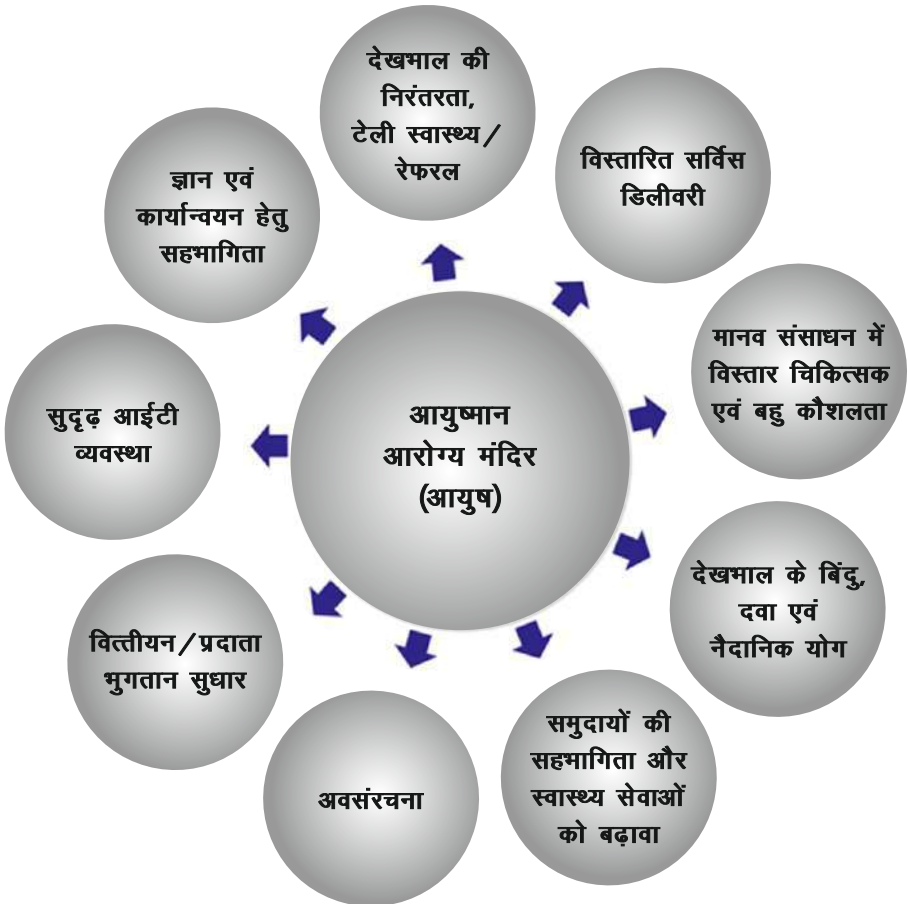 देखभाल की
निरंतरता,
टेली स्वास्थ्य/
रेफरल
विस्तारित सर्विस
डिलीवरी
मानव संसाधन में
विस्तार चिकित्सक
एवं बहु कौशलता
देखभाल के बिंदु,
दवा एवं
नैदानिक योग
समुदायों की
सहभागिता और
स्वास्थ्य सेवाओं
को बढ़ावा
अवसंरचना
वित्तीयन/प्रदाता
भुगतान सुधार
सुदृढ़ आईटी
व्यवस्था
ज्ञान एवं
कार्यान्वयन हेतु
सहभागिता
आयुष्मान
आरोग्य मंदिर
(आयुष)